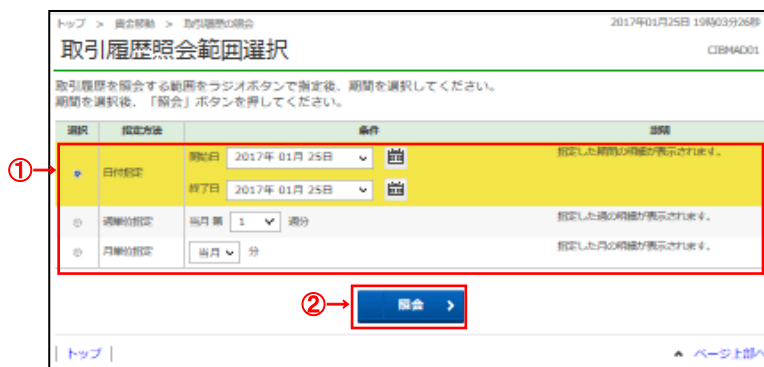 トップ > 資金移動 > 取引履歴の照会
2017年01月25日 19時03分26秒
取引履歴照会範囲選択
CIBMAD01
取引履歴を照会する範囲をラジオボタンで指定後、期間を選択してください。
期間を選択後、「照会」ボタンを押してください。
選択 指定方法 条件 説明
①
日付指定
開始日 2017年 01月 25日
指定した期間の明細が表示されます。
終了日 2017年 01月 25日
週単位指定 当月 第 1 週分 指定した週の明細が表示されます。
月単位指定 当月 分 指定した月の明細が表示されます。
② 照会
トップ
ページ上部へ